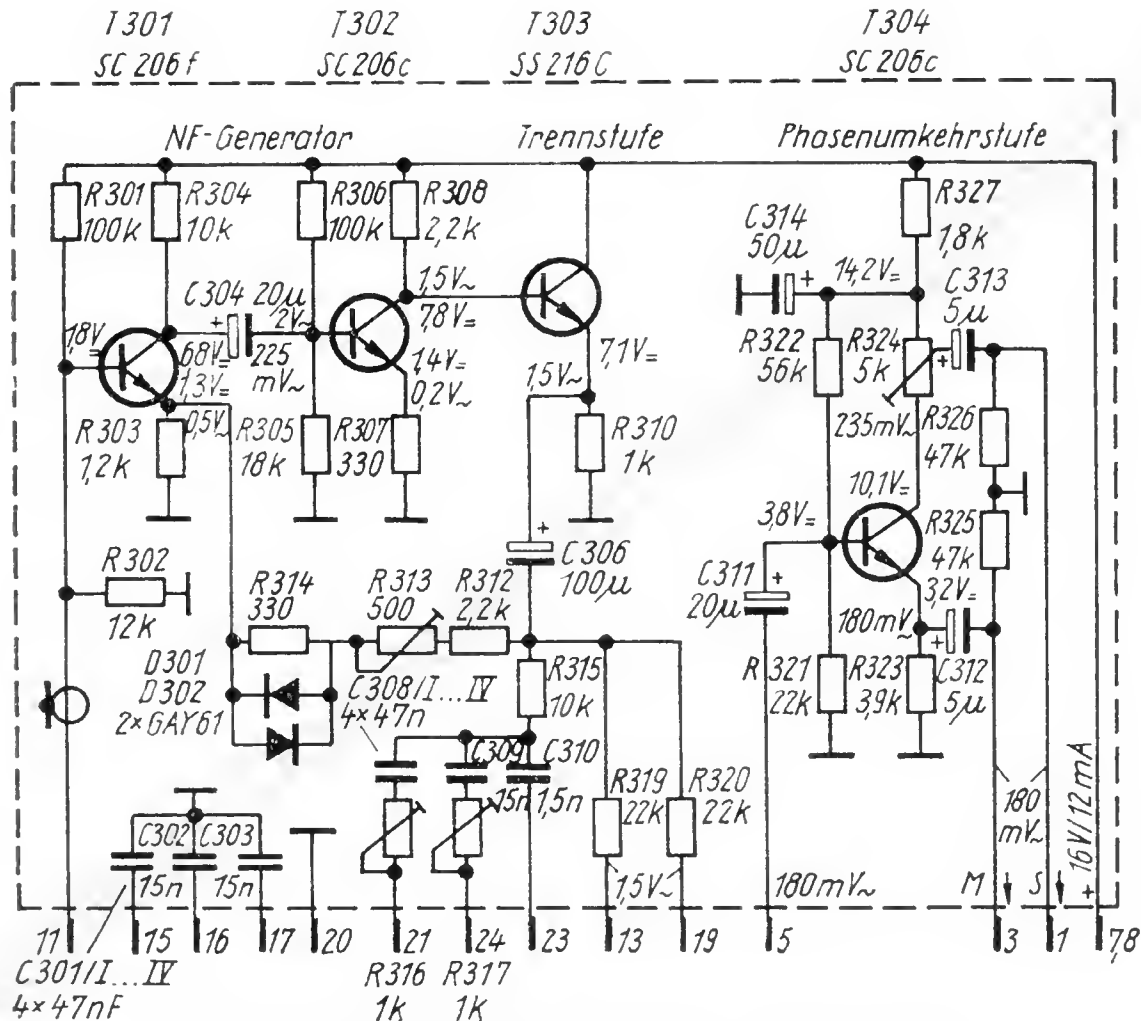 T301 T302 T303 T304
SC 206 f SC 206c SS 216 C SC 206c
NF-Generator Trennstufe Phasenumkehrstufe
R301 100k
R304 10k
R306 100k
R308 2,2k
R327 1,8k
C314 50µ
14,2V=
C313 5µ
C304 20µ
2V=
225 mV~
1,5V~
7,8V=
1,8V=
6,8V=
1,3V=
0,5V~
1,4V=
0,2V~
7,1V=
1,5V~
R322 56k
R324 5k
235mV~
R326 47k
R303 1,2k
R305 18k
R307 330
R310 1k
10,1V=
3,8V=
R325 47k
R302 12k
C306 100µ
C311 20µ
3,2V=
180mV~
R314 330
R313 500
R312 2,2k
D301
D302
2×GAY61
C308/I...IV
4×47n
R315 10k
R321 22k
R323 3,9k
C312 5µ
C309 15n
C310 1,5n
R319 22k
R320 22k
C302 15n
C303 15n
1,5V~
180mV~
180 mV~
16V/12mA
M S +
11 15 16 17 20 21 24 23 13 19 5 3 1 7,8
C301/I...IV
4×47nF
R316 1k
R317 1k